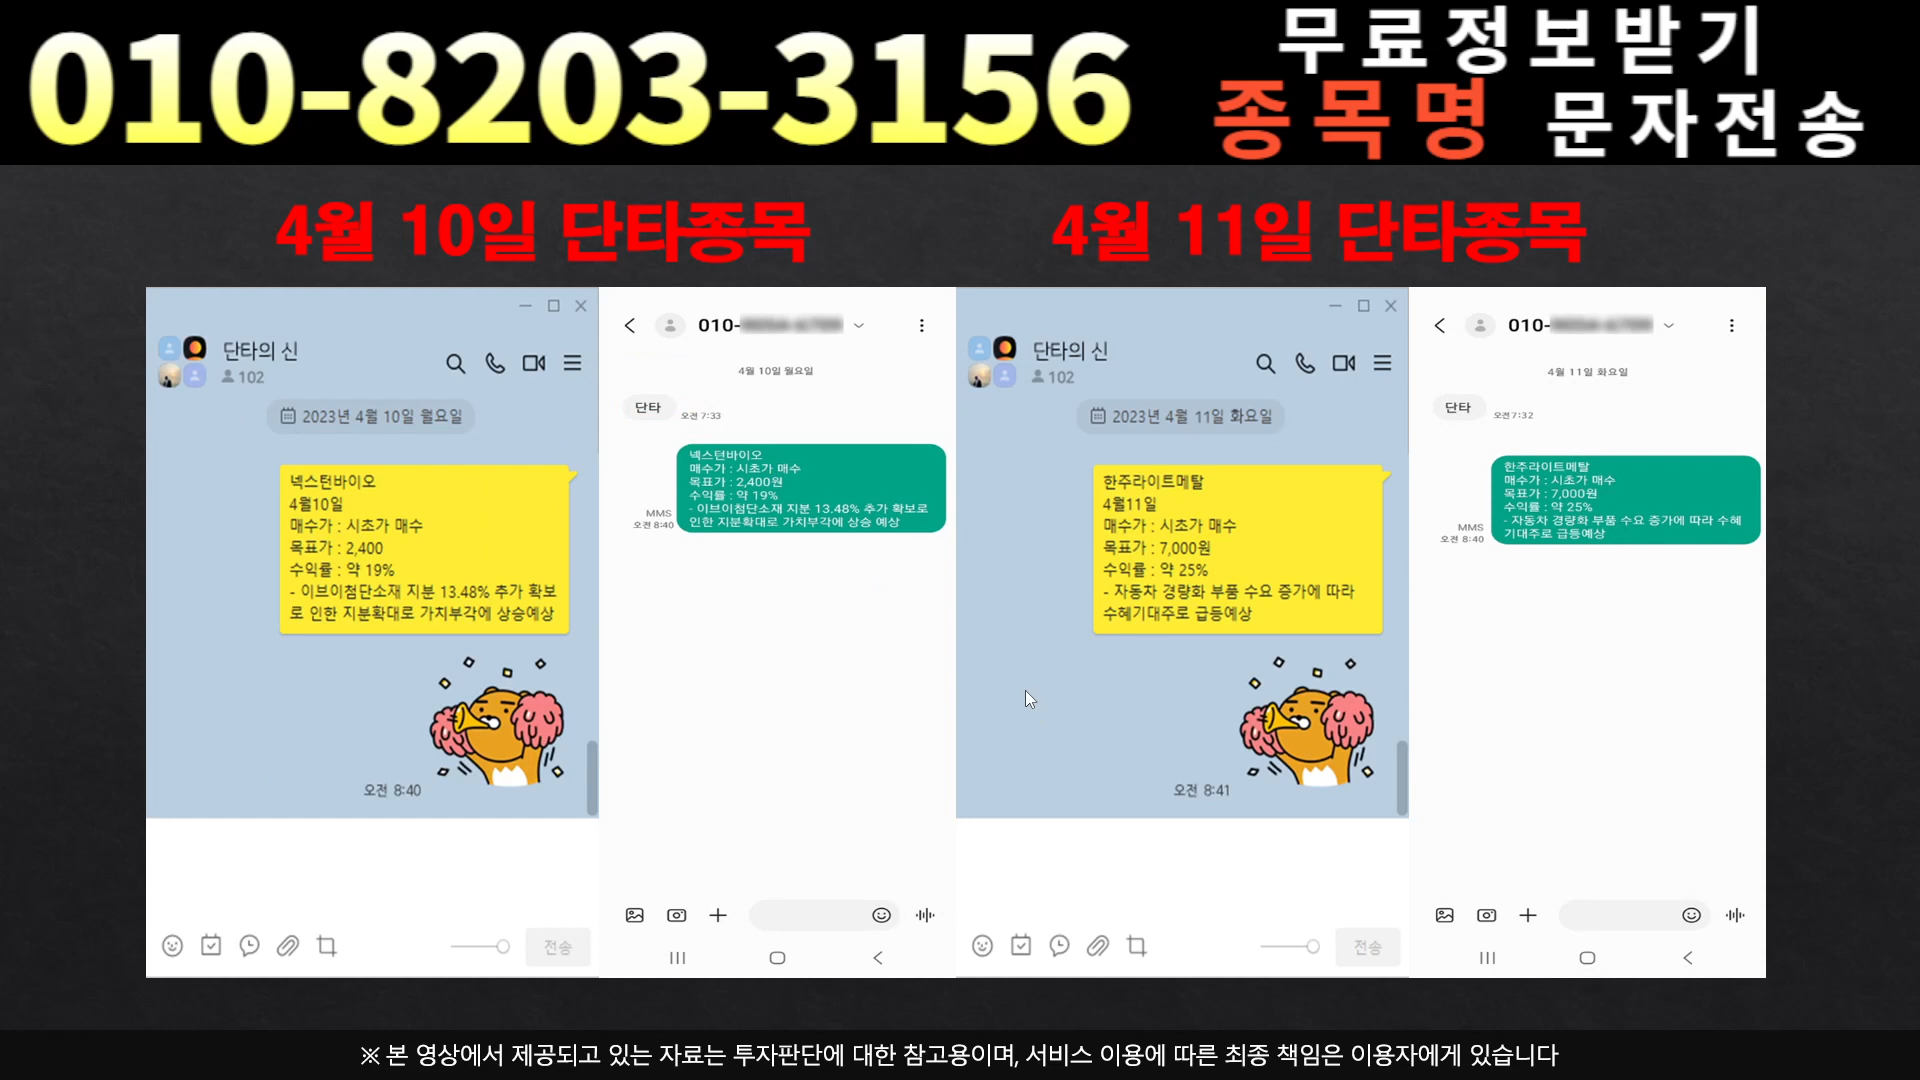 010-8203-3156
무료정보받기
종목명 문자전송
4월 10일 단타종목
4월 11일 단타종목
단타의 신
102
2023년 4월 10일 월요일
넥스턴바이오
4월10일
매수가 : 시초가 매수
목표가 : 2,400
수익률 : 약 19%
- 이브이첨단소재 지분 13.48% 추가 확보
로 인한 지분확대로 가치부각에 상승예상
오전 8:40
전송
010-
4월 10일 월요일
단타
오전 7:33
넥스턴바이오
매수가 : 시초가 매수
목표가 : 2,400원
수익률 : 약 19%
- 이브이첨단소재 지분 13.48% 추가 확보로
인한 지분확대로 가치부각에 상승 예상
MMS
오전 8:40
단타의 신
102
2023년 4월 11일 화요일
한주라이트메탈
4월11일
매수가 : 시초가 매수
목표가 : 7,000원
수익률 : 약 25%
- 자동차 경량화 부품 수요 증가에 따라
수혜기대주로 급등예상
오전 8:41
전송
010-
4월 11일 화요일
단타
오전 7:32
한주라이트메탈
매수가 : 시초가 매수
목표가 : 7,000원
수익률 : 약 25%
- 자동차 경량화 부품 수요 증가에 따라 수혜
기대주로 급등예상
MMS
오전 8:40
※ 본 영상에서 제공되고 있는 자료는 투자판단에 대한 참고용이며, 서비스 이용에 따른 최종 책임은 이용자에게 있습니다